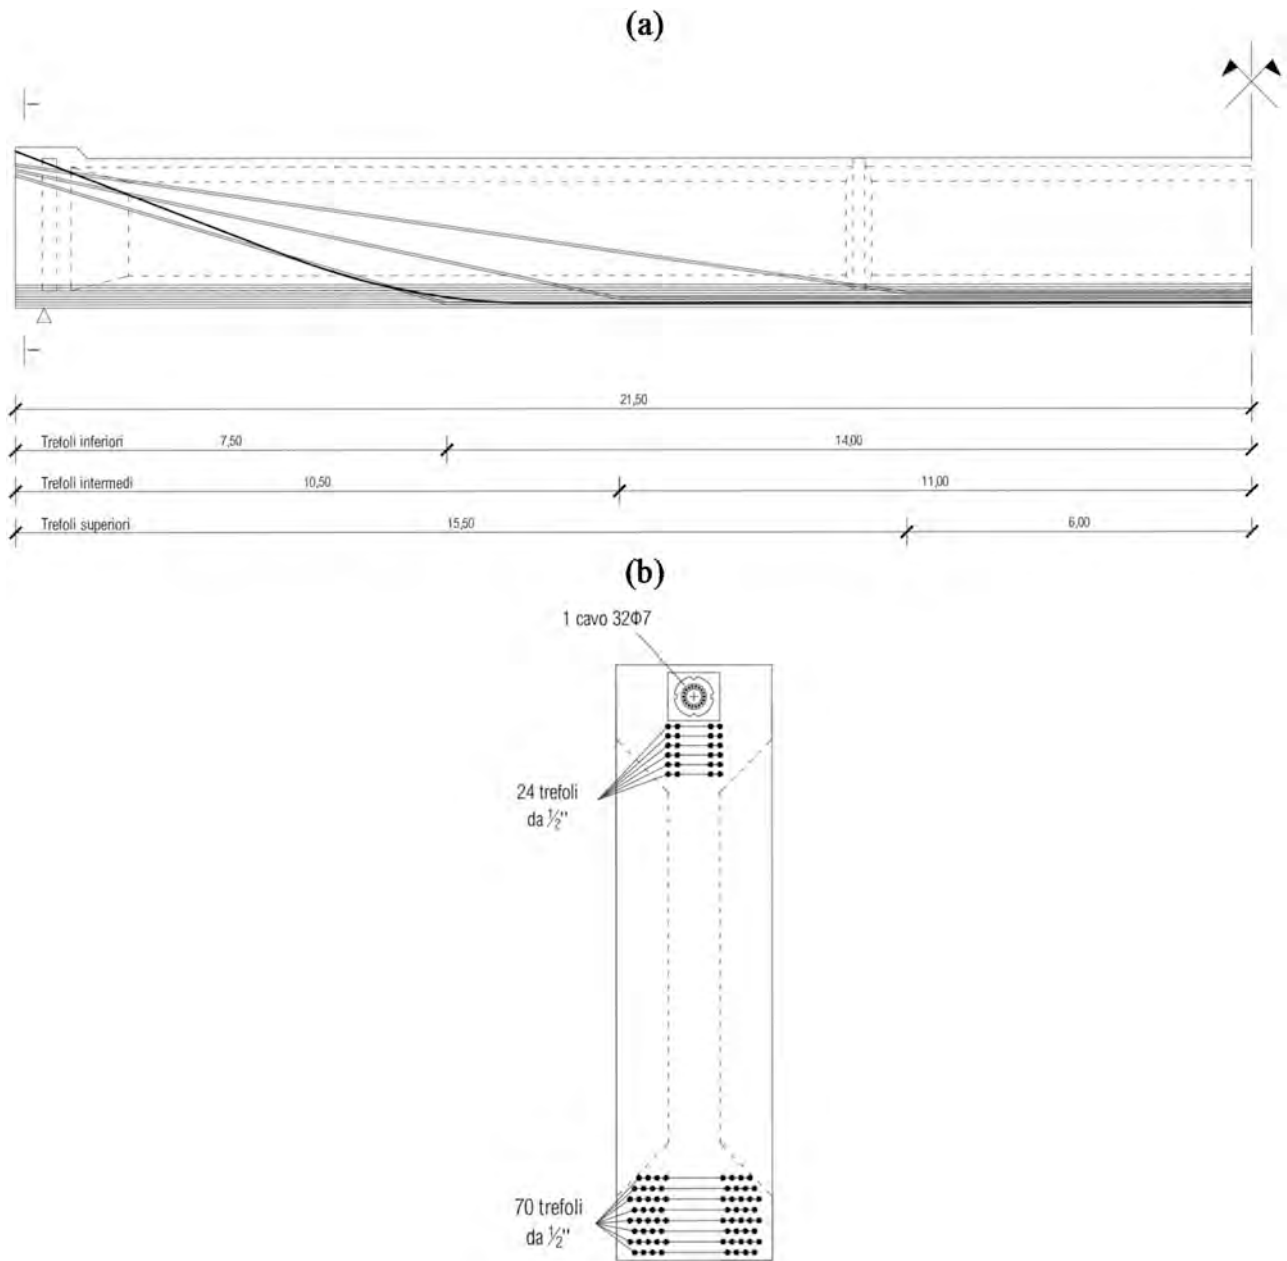 (a)
21,50
Trefoli inferiori 7,50 14,00
Trefoli intermedi 10,50 11,00
Trefoli superiori 15,50 6,00
(b)
1 cavo 32Φ7
24 trefoli
da ½"
70 trefoli
da ½"